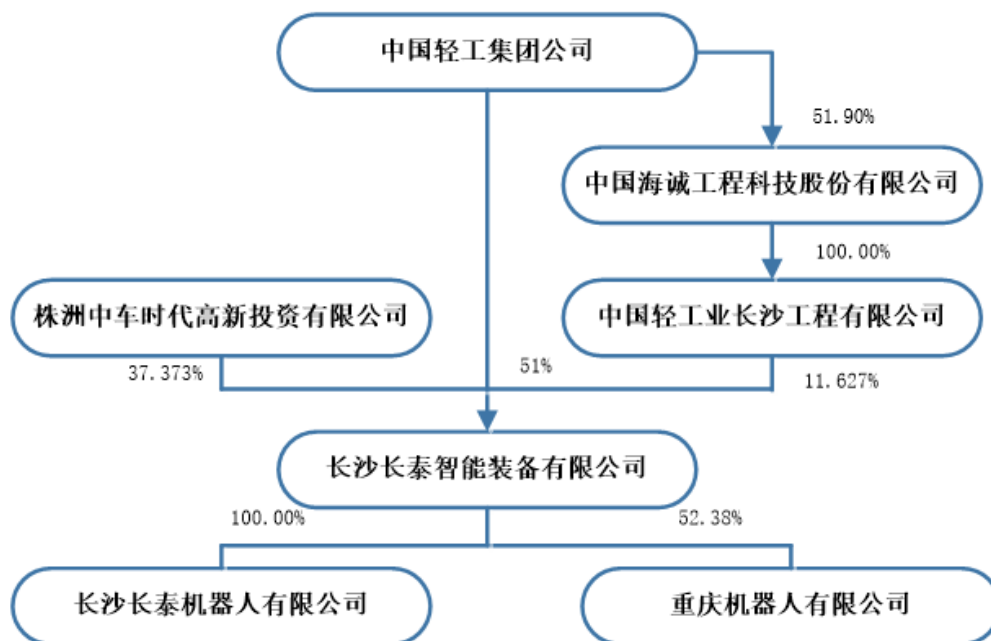 中国轻工集团公司
51.90%
中国海诚工程科技股份有限公司
100.00%
株洲中车时代高新投资有限公司
中国轻工业长沙工程有限公司
37.373%
51%
11.627%
长沙长泰智能装备有限公司
100.00%
52.38%
长沙长泰机器人有限公司
重庆机器人有限公司